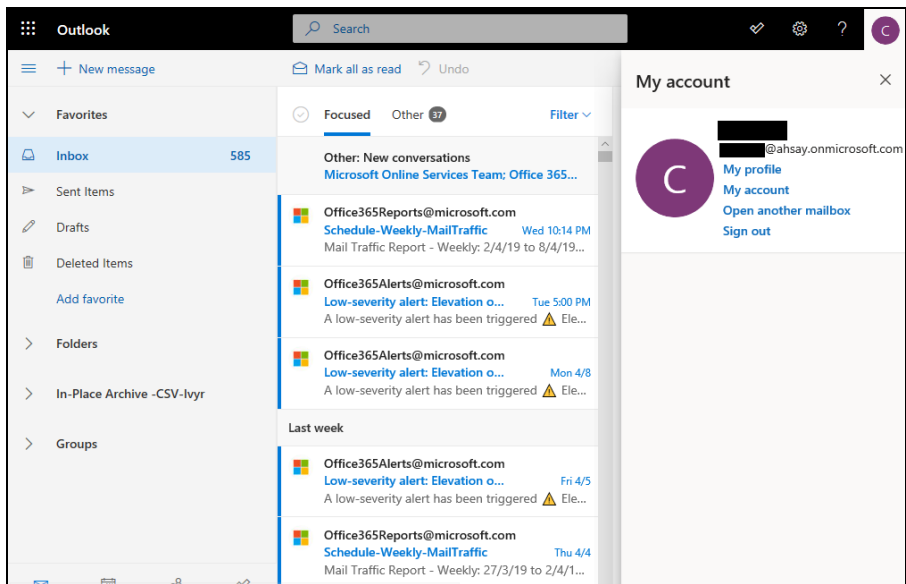 Outlook
Search
C
New message
Mark all as read
Undo
My account
Favorites
Inbox 585
Sent Items
Drafts
Deleted Items
Add favorite
Folders
In-Place Archive -CSV-Ivyr
Groups
Focused
Other 37
Filter
Other: New conversations
Microsoft Online Services Team; Office 365...
Office365Reports@microsoft.com
Schedule-Weekly-MailTraffic Wed 10:14 PM
Mail Traffic Report - Weekly: 2/4/19 to 8/4/19...
Office365Alerts@microsoft.com
Low-severity alert: Elevation o... Tue 5:00 PM
A low-severity alert has been triggered ⚠ Ele...
Office365Alerts@microsoft.com
Low-severity alert: Elevation o... Mon 4/8
A low-severity alert has been triggered ⚠ Ele...
Last week
Office365Alerts@microsoft.com
Low-severity alert: Elevation o... Fri 4/5
A low-severity alert has been triggered ⚠ Ele...
Office365Reports@microsoft.com
Schedule-Weekly-MailTraffic Thu 4/4
Mail Traffic Report - Weekly: 27/3/19 to 2/4/1...
C
@ahsay.onmicrosoft.com
My profile
My account
Open another mailbox
Sign out